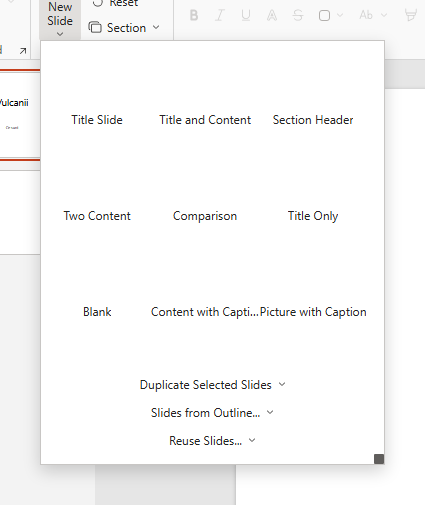 New
Slide
Reset
Section
B I U A S Ab
Vulcanii
Title Slide Title and Content Section Header
Two Content Comparison Title Only
Blank Content with Capti... Picture with Caption
Duplicate Selected Slides
Slides from Outline...
Reuse Slides...